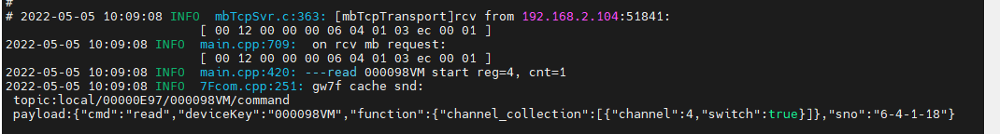 #
# 2022-05-05 10:09:08 INFO  mbTcpSvr.c:363: [mbTcpTransport]rcv from 192.168.2.104:51841:
[ 00 12 00 00 00 06 04 01 03 ec 00 01 ]
2022-05-05 10:09:08 INFO  main.cpp:709:  on rcv mb request:
[ 00 12 00 00 00 06 04 01 03 ec 00 01 ]
2022-05-05 10:09:08 INFO  main.cpp:420: ---read 000098VM start reg=4, cnt=1
2022-05-05 10:09:08 INFO  7Fcom.cpp:251: gw7f cache snd:
topic:local/00000E97/000098VM/command
payload:{"cmd":"read","deviceKey":"000098VM","function":{"channel_collection":[{"channel":4,"switch":true}]},"sno":"6-4-1-18"}